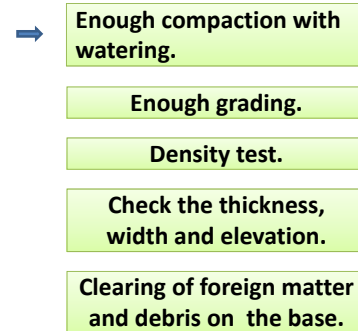 Enough compaction with
watering.
Enough grading.
Density test.
Check the thickness,
width and elevation.
Clearing of foreign matter
and debris on the base.